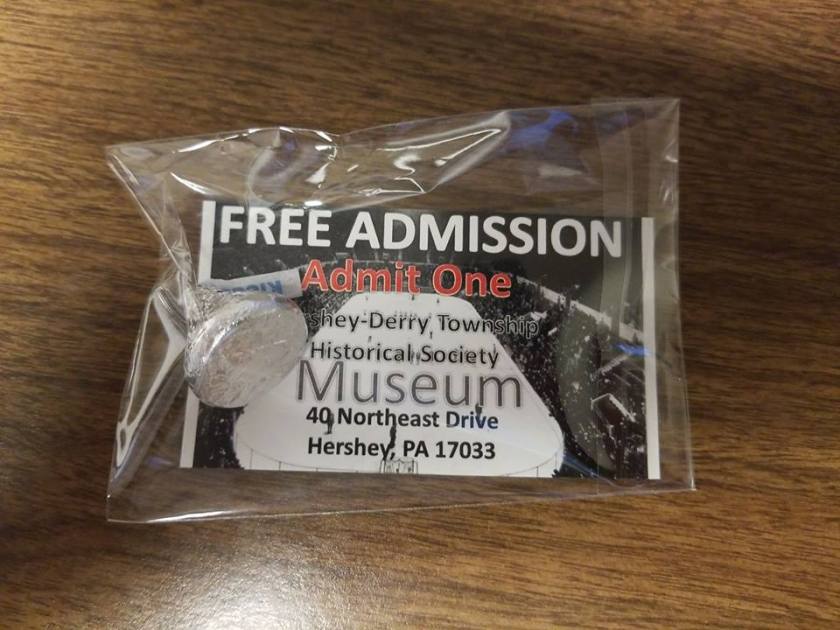 FREE ADMISSION
Admit One
shey-Derry Township
Historical Society
Museum
40 Northeast Drive
Hershey, PA 17033